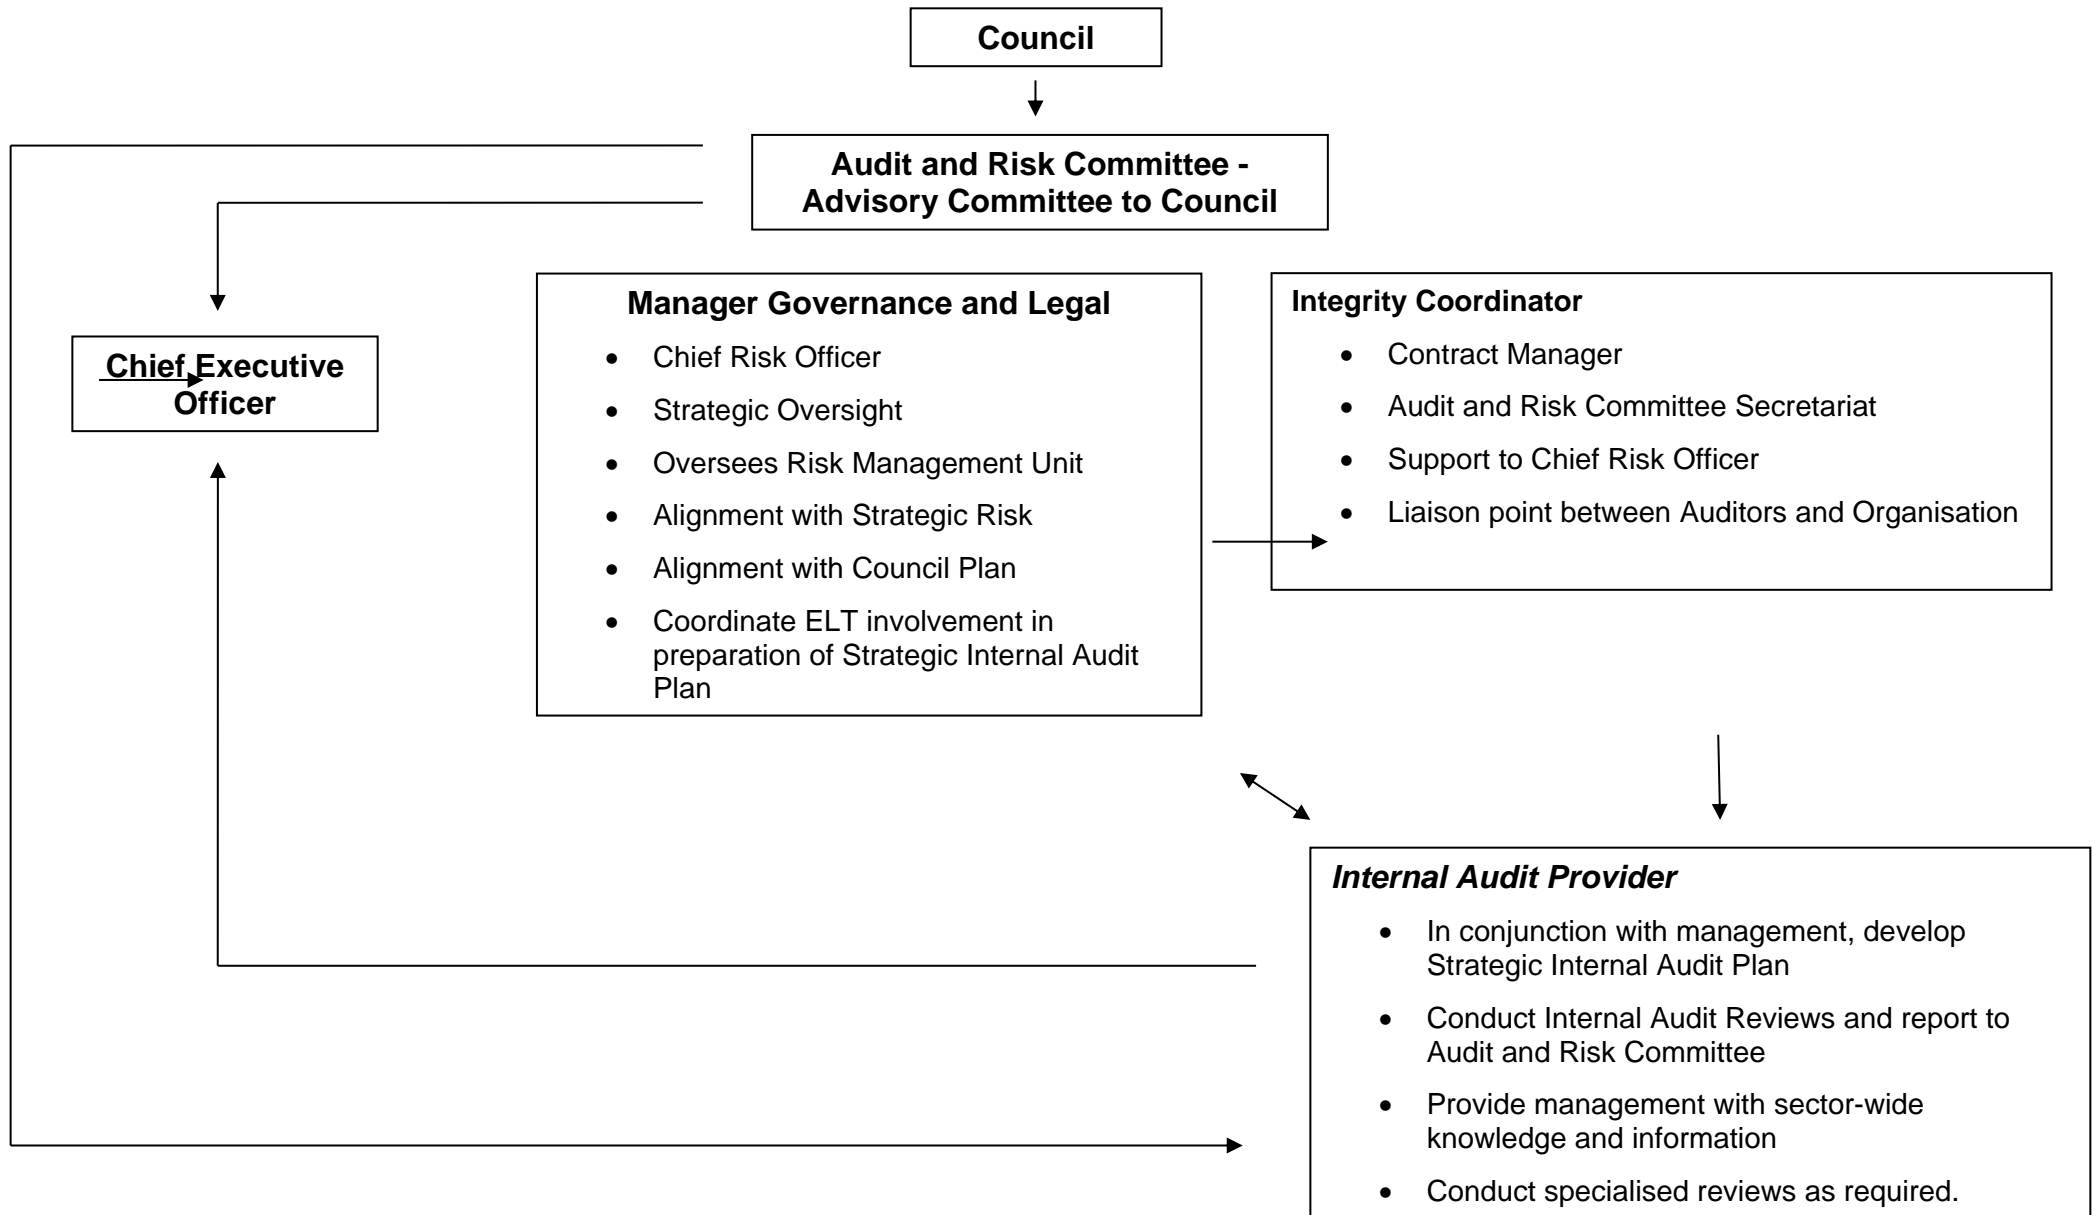 Council
Audit and Risk Committee -
Advisory Committee to Council
Chief Executive
Officer
Manager Governance and Legal
• Chief Risk Officer
• Strategic Oversight
• Oversees Risk Management Unit
• Alignment with Strategic Risk
• Alignment with Council Plan
• Coordinate ELT involvement in
preparation of Strategic Internal Audit
Plan
Integrity Coordinator
• Contract Manager
• Audit and Risk Committee Secretariat
• Support to Chief Risk Officer
• Liaison point between Auditors and Organisation
Internal Audit Provider
• In conjunction with management, develop
Strategic Internal Audit Plan
• Conduct Internal Audit Reviews and report to
Audit and Risk Committee
• Provide management with sector-wide
knowledge and information
• Conduct specialised reviews as required.